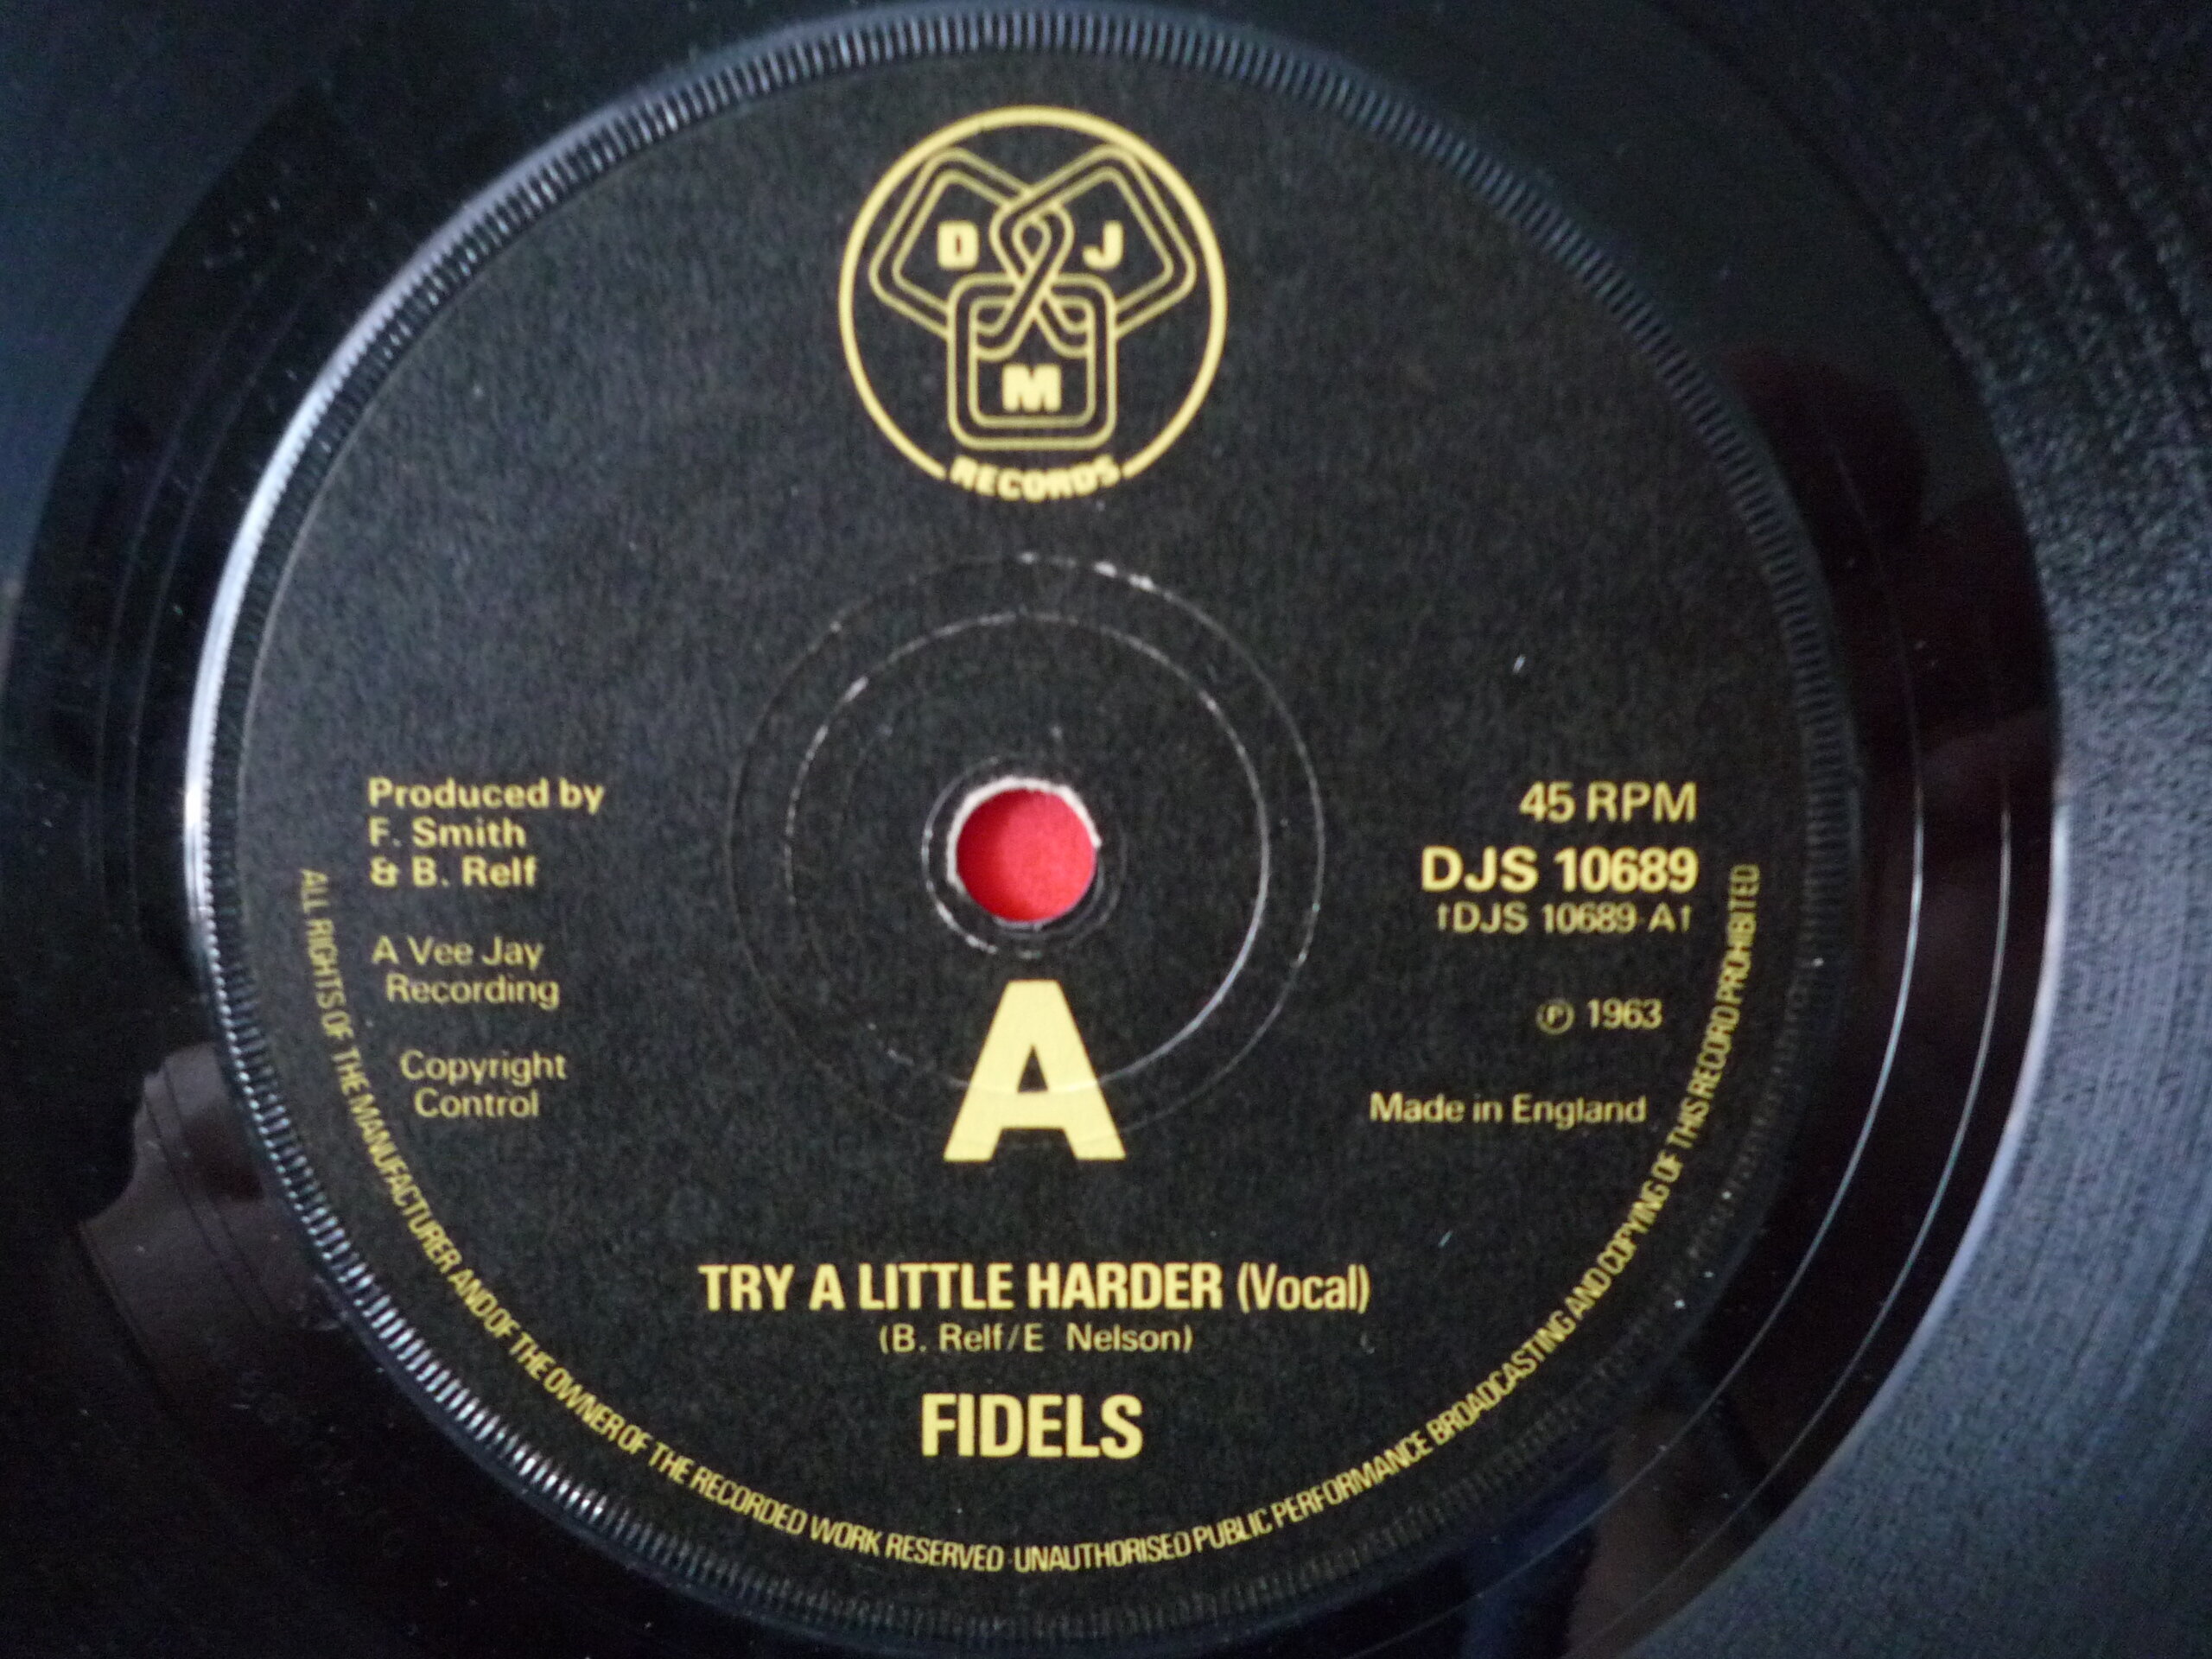 D J
M
RECORDS
Produced by
F. Smith
& B. Relf
A Vee Jay
Recording
Copyright
Control
45 RPM
DJS 10689
↑DJS 10689-A↑
℗ 1963
Made in England
A
TRY A LITTLE HARDER (Vocal)
(B. Relf/E Nelson)
FIDELS
ALL RIGHTS OF THE MANUFACTURER AND OF THE OWNER OF THE RECORDED WORK RESERVED · UNAUTHORISED PUBLIC PERFORMANCE BROADCASTING AND COPYING OF THIS RECORD PROHIBITED